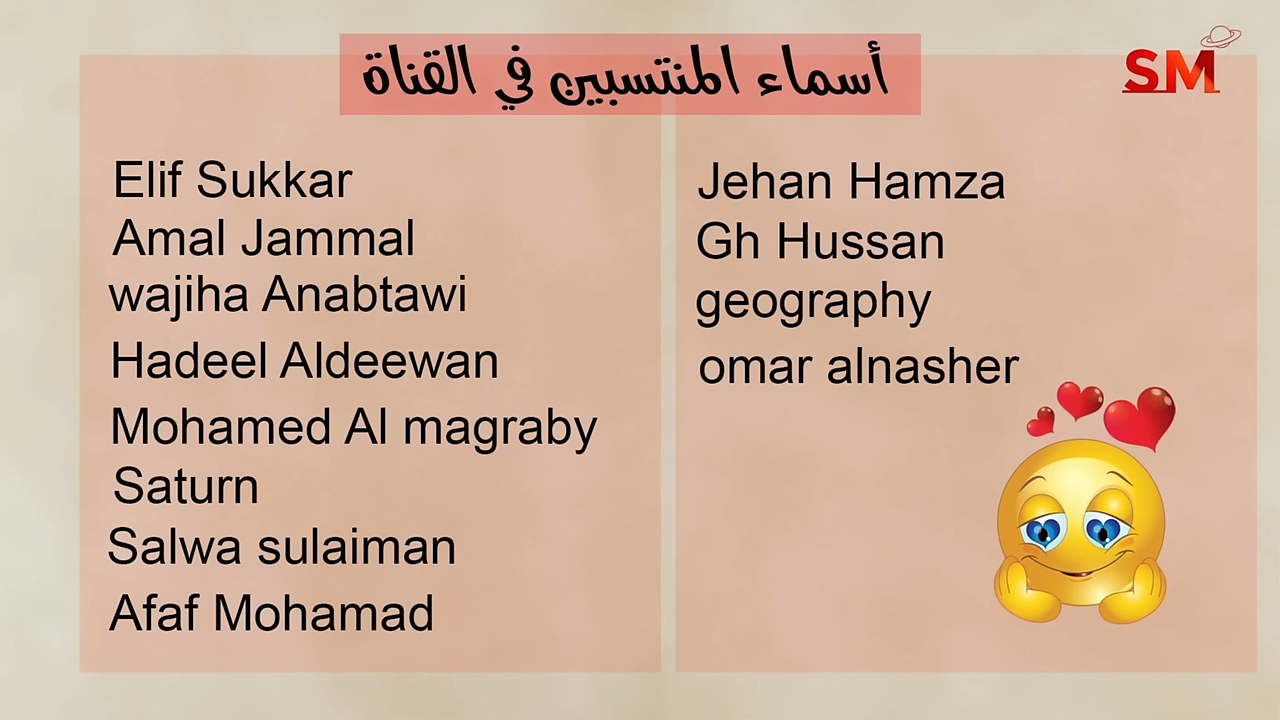 أسماء المنتسبين في القناة
SM
Elif Sukkar
Amal Jammal
wajiha Anabtawi
Hadeel Aldeewan
Mohamed Al magraby
Saturn
Salwa sulaiman
Afaf Mohamad
Jehan Hamza
Gh Hussan
geography
omar alnasher